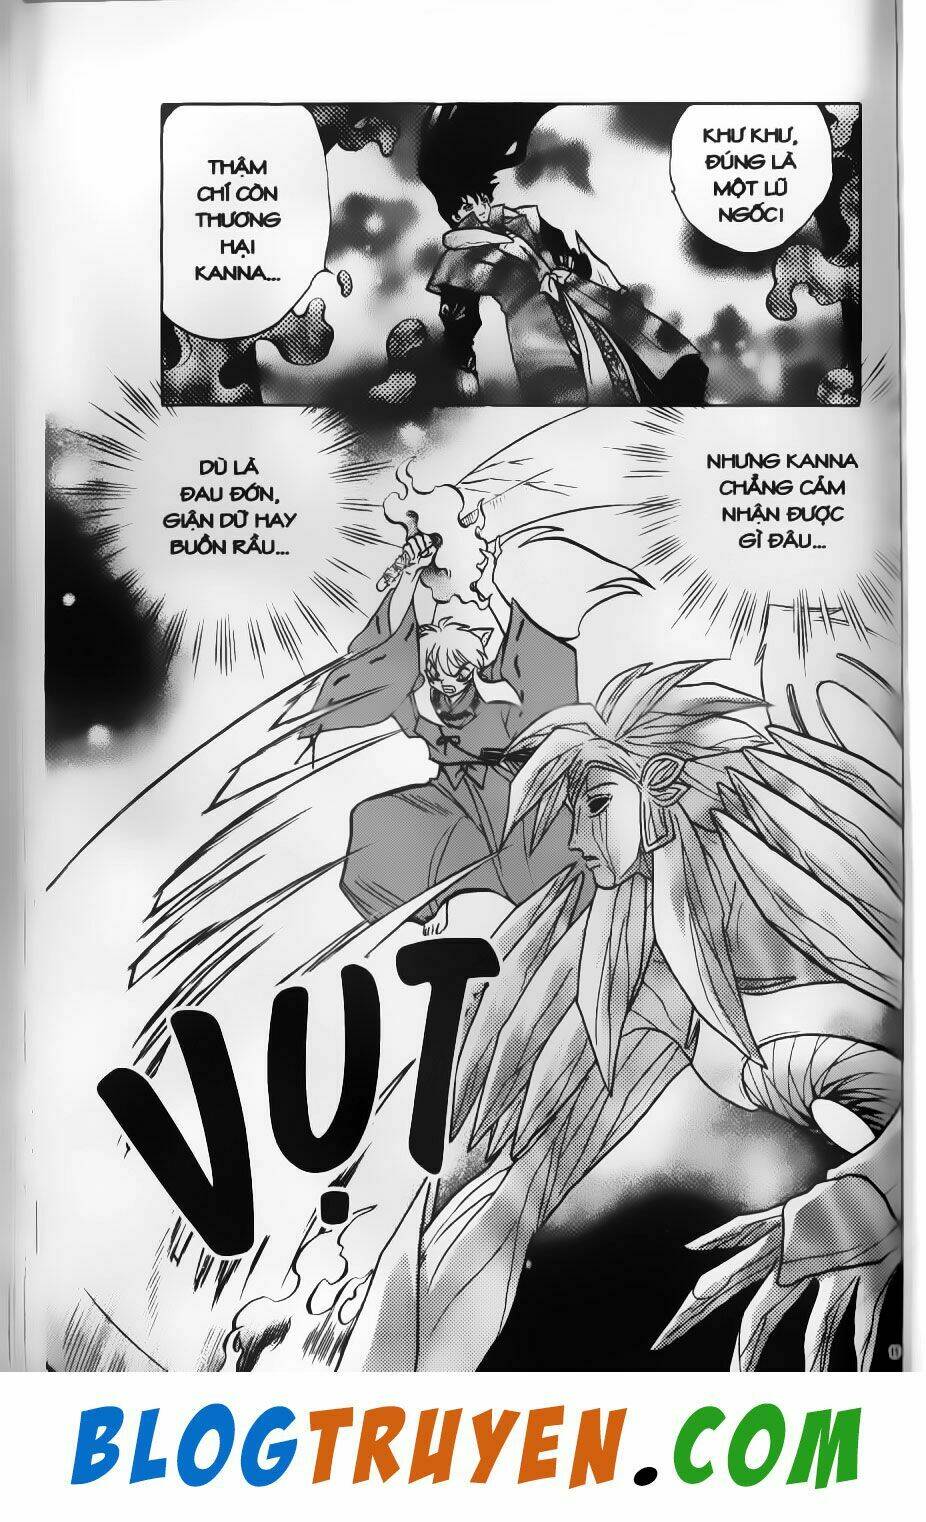 KHƯ KHƯ,
ĐÚNG LÀ
MỘT LŨ
NGỐC!
THẬM
CHÍ CÒN
THƯƠNG
HẠI
KANNA...
NHƯNG KANNA
CHẲNG CẢM
NHẬN ĐƯỢC
GÌ ĐÂU...
DÙ LÀ
ĐAU ĐỚN,
GIẬN DỮ HAY
BUỒN RẦU...
VỤT
11
BLOGTRUYEN.COM